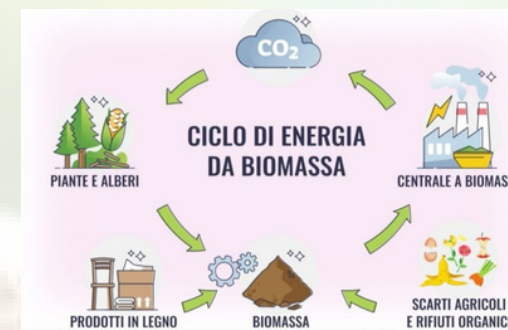 CO₂
CICLO DI ENERGIA
DA BIOMASSA
PIANTE E ALBERI
CENTRALE A BIOMAS
PRODOTTI IN LEGNO
BIOMASSA
SCARTI AGRICOLI
E RIFIUTI ORGANIC